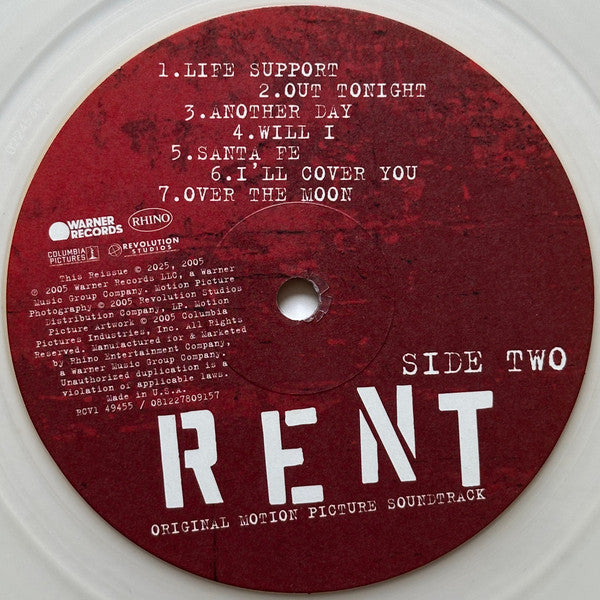 1.LIFE SUPPORT
2.OUT TONIGHT
3.ANOTHER DAY
4.WILL I
5.SANTA FE
6.I'LL COVER YOU
7.OVER THE MOON
WARNER RECORDS
RHINO
COLUMBIA PICTURES
REVOLUTION STUDIOS
This Reissue © 2025, 2005
℗ 2005 Warner Records LLC, a Warner
Music Group Company. Motion Picture
Photography © 2005 Revolution Studios
Distribution Company, LP. Motion
Picture Artwork © 2005 Columbia
Pictures Industries, Inc. All Rights
Reserved. Manufactured for & Marketed
by Rhino Entertainment Company,
a Warner Music Group Company.
Unauthorized duplication is a
violation of applicable laws.
Made in U.S.A.
RCV1 49455 / 081227809157
SIDE TWO
RENT
ORIGINAL MOTION PICTURE SOUNDTRACK